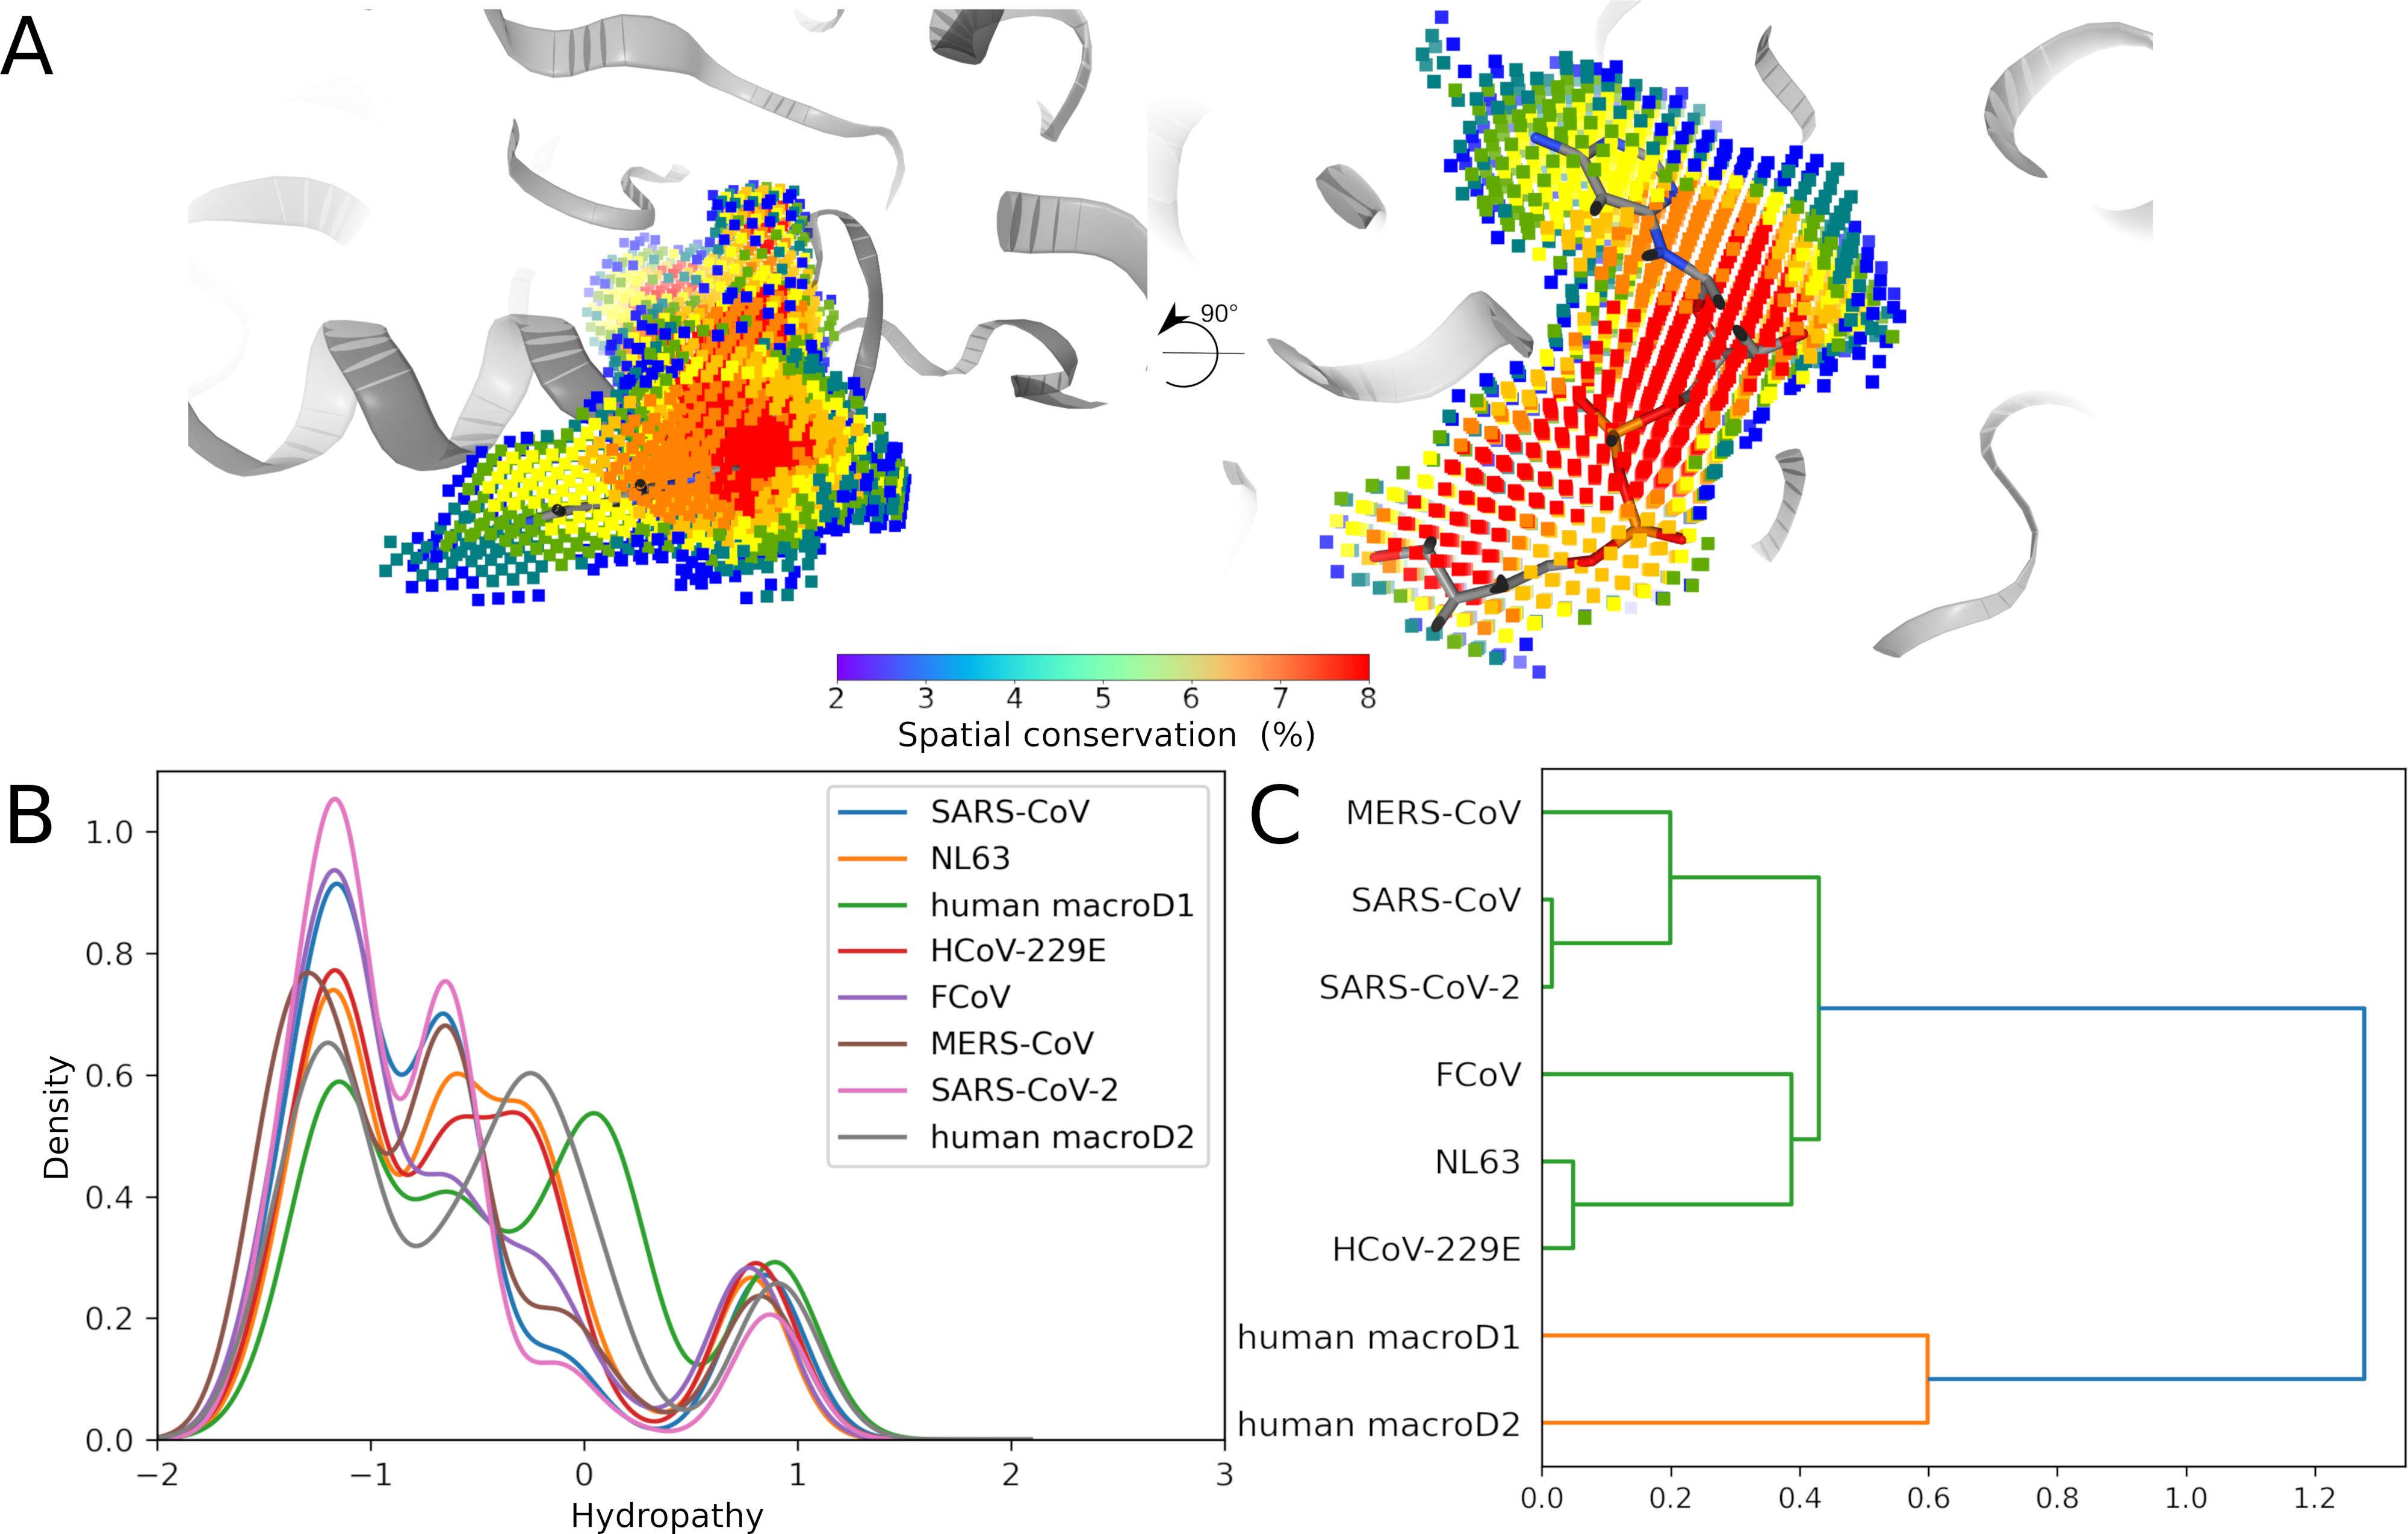 A
90°
2 3 4 5 6 7 8
Spatial conservation (%)
B
Density
1.0
0.8
0.6
0.4
0.2
0.0
−2 −1 0 1 2 3
Hydropathy
SARS-CoV
NL63
human macroD1
HCoV-229E
FCoV
MERS-CoV
SARS-CoV-2
human macroD2
C
MERS-CoV
SARS-CoV
SARS-CoV-2
FCoV
NL63
HCoV-229E
human macroD1
human macroD2
0.0 0.2 0.4 0.6 0.8 1.0 1.2